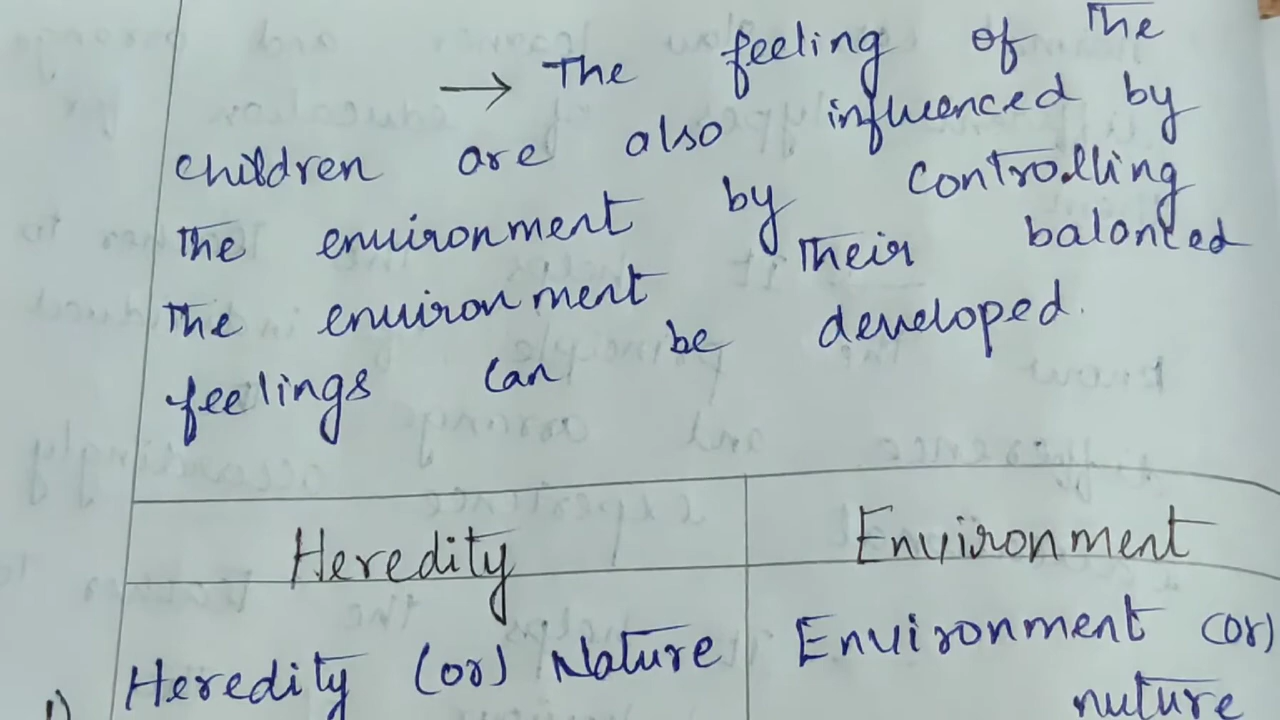 → The feeling of the
children are also influenced by
the environment by controlling
the environment their balanced
feelings can be developed.
Heredity
Environment
1) Heredity (or) Nature
Environment (or)
nuture